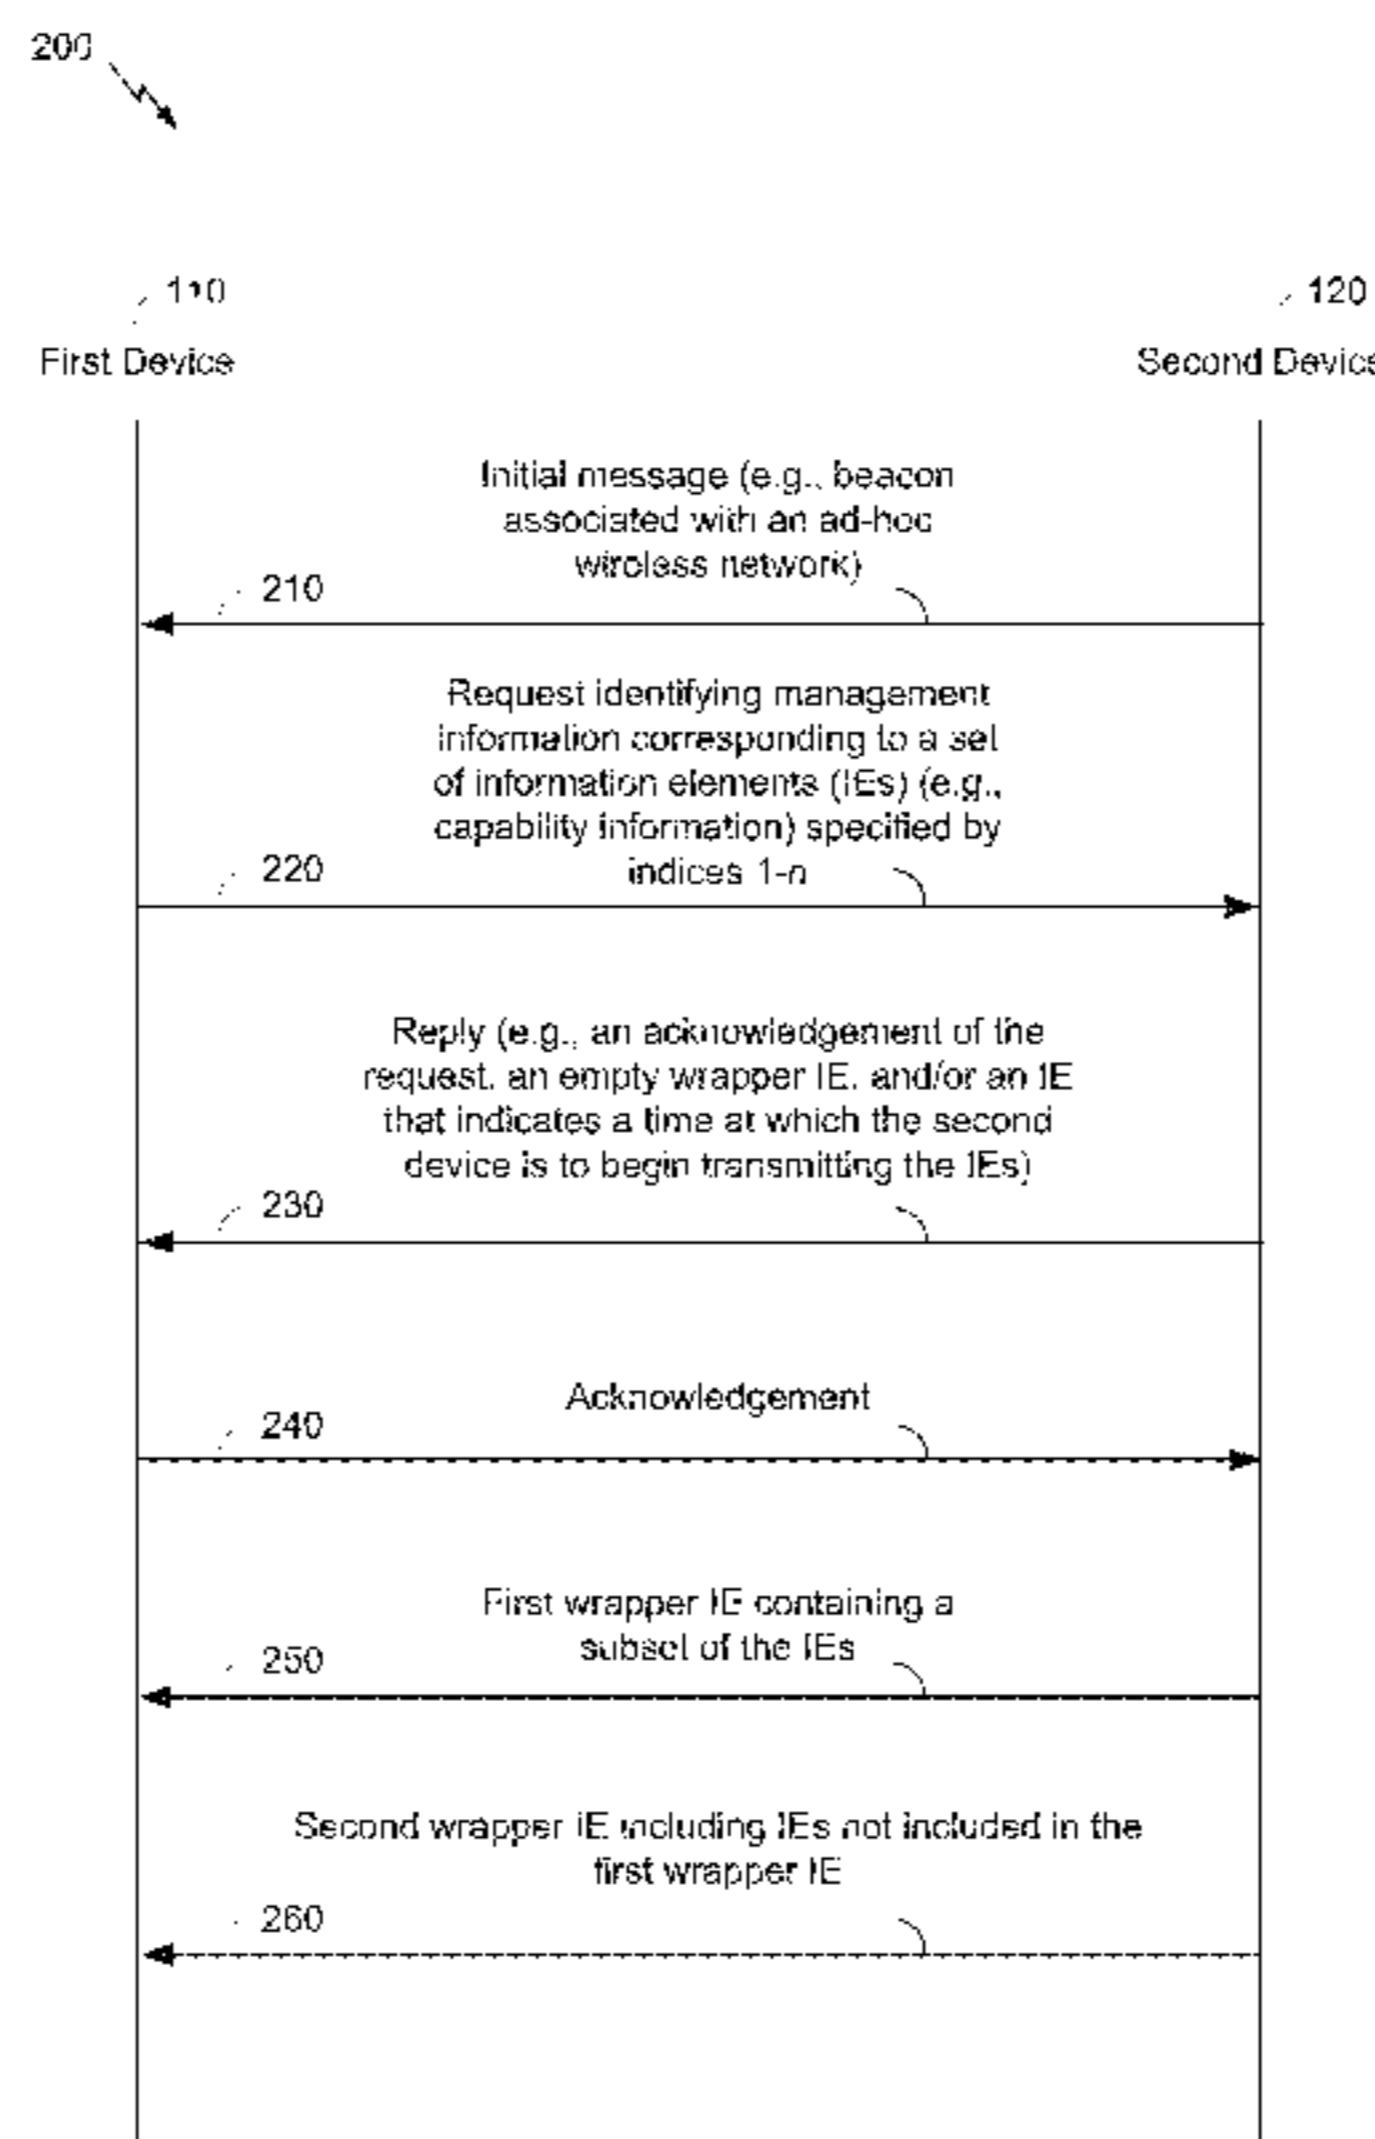 200
110
120
First Device
Second Device
Initial message (e.g., beacon
associated with an ad-hoc
wireless network)
210
Request identifying management
information corresponding to a set
of information elements (IEs) (e.g.,
capability information) specified by
indices 1-n
220
Reply (e.g., an acknowledgement of the
request, an empty wrapper IE, and/or an IE
that indicates a time at which the second
device is to begin transmitting the IEs)
230
Acknowledgement
240
First wrapper IE containing a
subset of the IEs
250
Second wrapper IE including IEs not included in the
first wrapper IE
260